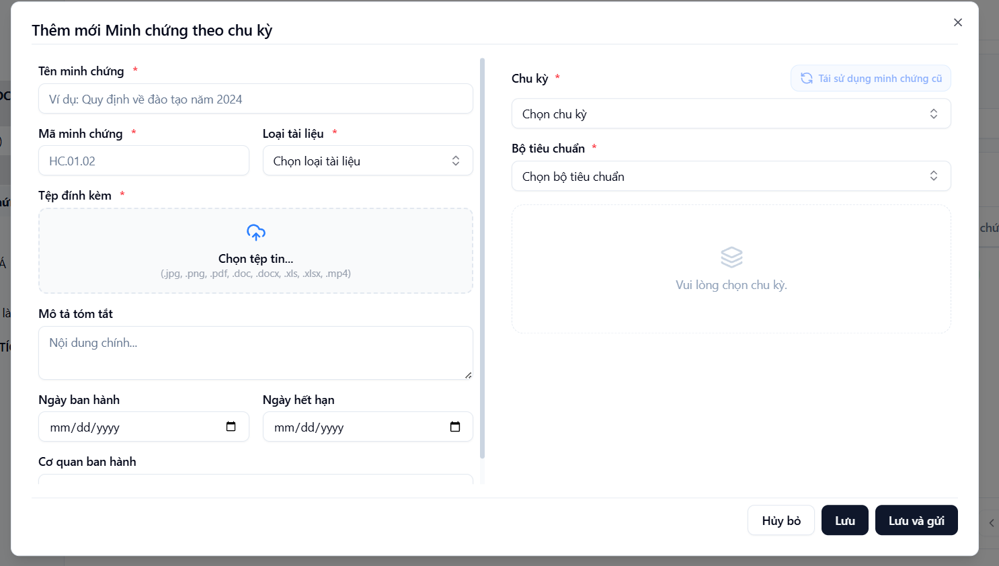 Thêm mới Minh chứng theo chu kỳ
Tên minh chứng *
Ví dụ: Quy định về đào tạo năm 2024
Mã minh chứng *
Loại tài liệu *
HC.01.02
Chọn loại tài liệu
Tệp đính kèm *
Chọn tệp tin...
(.jpg, .png, .pdf, .doc, .docx, .xls, .xlsx, .mp4)
Mô tả tóm tắt
Nội dung chính...
Ngày ban hành
Ngày hết hạn
mm/dd/yyyy
mm/dd/yyyy
Cơ quan ban hành
Chu kỳ *
Tái sử dụng minh chứng cũ
Chọn chu kỳ
Bộ tiêu chuẩn *
Chọn bộ tiêu chuẩn
Vui lòng chọn chu kỳ.
Hủy bỏ
Lưu
Lưu và gửi
là